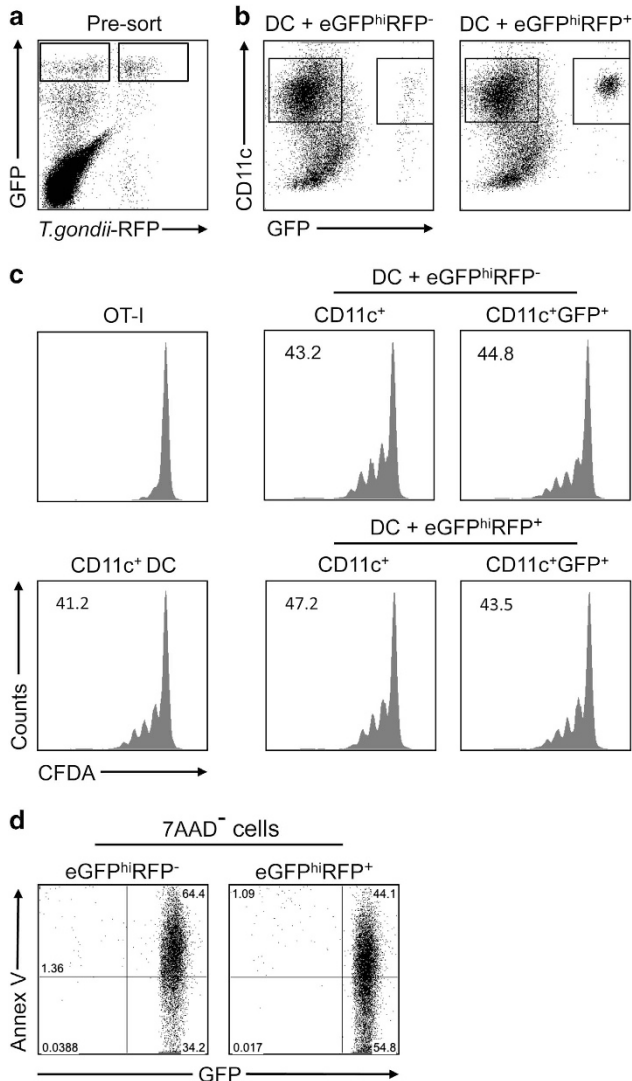 a
Pre-sort
GFP
T.gondii-RFP
b
DC + eGFPʰⁱRFP⁻
DC + eGFPʰⁱRFP⁺
CD11c
GFP
c
OT-I
DC + eGFPʰⁱRFP⁻
CD11c⁺
CD11c⁺GFP⁺
43.2
44.8
CD11c⁺ DC
DC + eGFPʰⁱRFP⁺
CD11c⁺
CD11c⁺GFP⁺
41.2
47.2
43.5
Counts
CFDA
d
7AAD⁻ cells
eGFPʰⁱRFP⁻
eGFPʰⁱRFP⁺
64.4
1.09
44.1
1.36
0.0388
34.2
0.017
54.8
Annex V
GFP